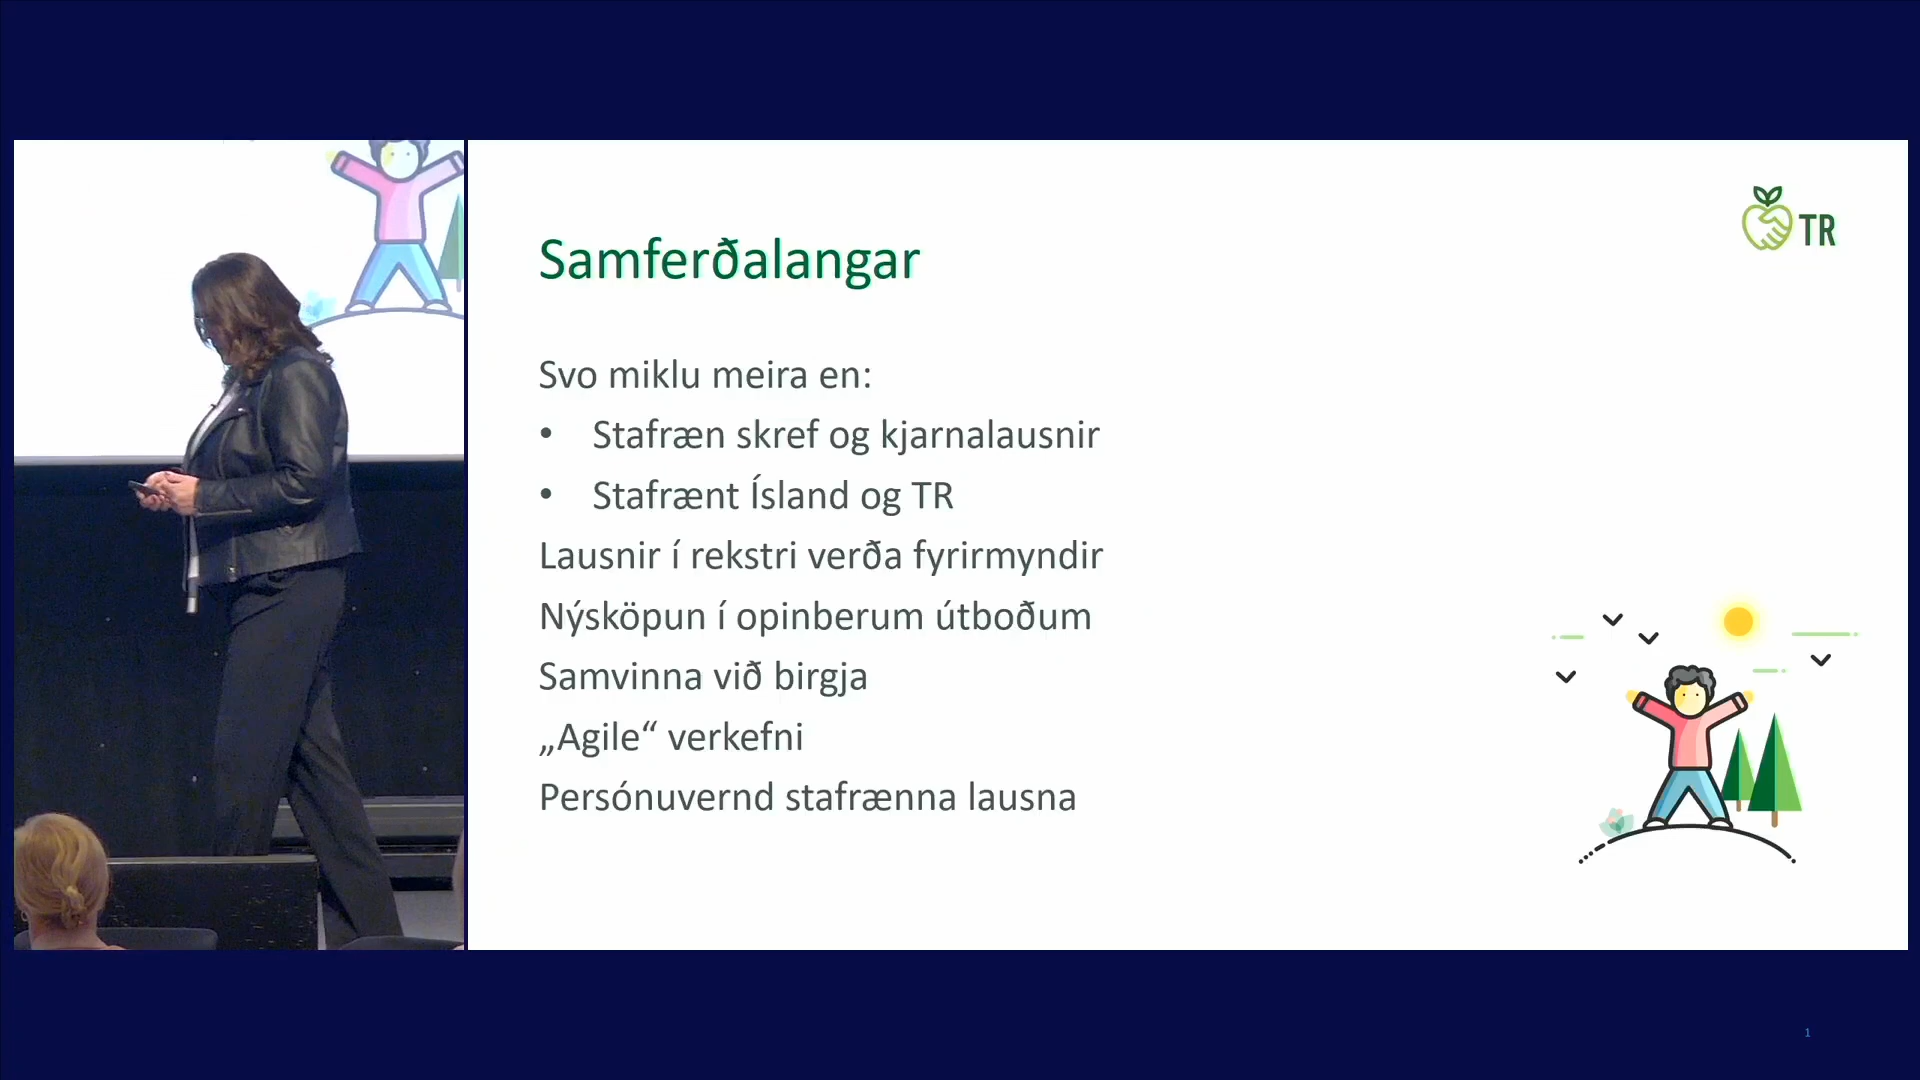 TR
Samferðalangar
Svo miklu meira en:
• Stafræn skref og kjarnalausnir
• Stafrænt Ísland og TR
Lausnir í rekstri verða fyrirmyndir
Nýsköpun í opinberum útboðum
Samvinna við birgja
„Agile“ verkefni
Persónuvernd stafrænna lausna
1